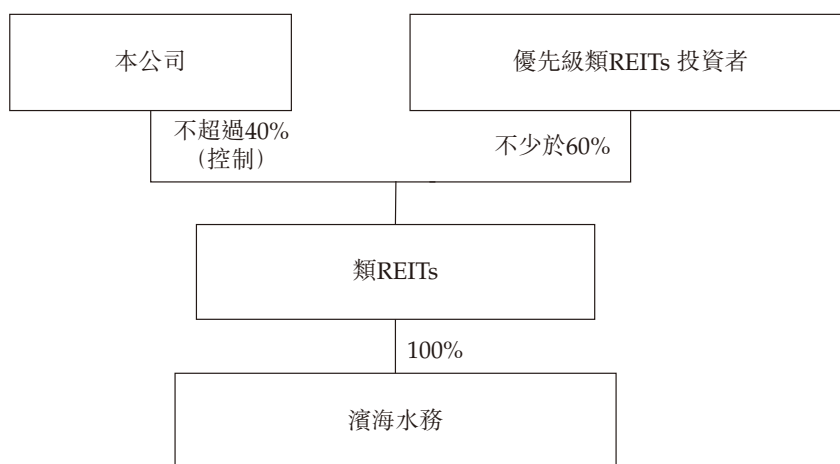 本公司
優先級類REITs 投資者
不超過40%
（控制）
不少於60%
類REITs
100%
濱海水務